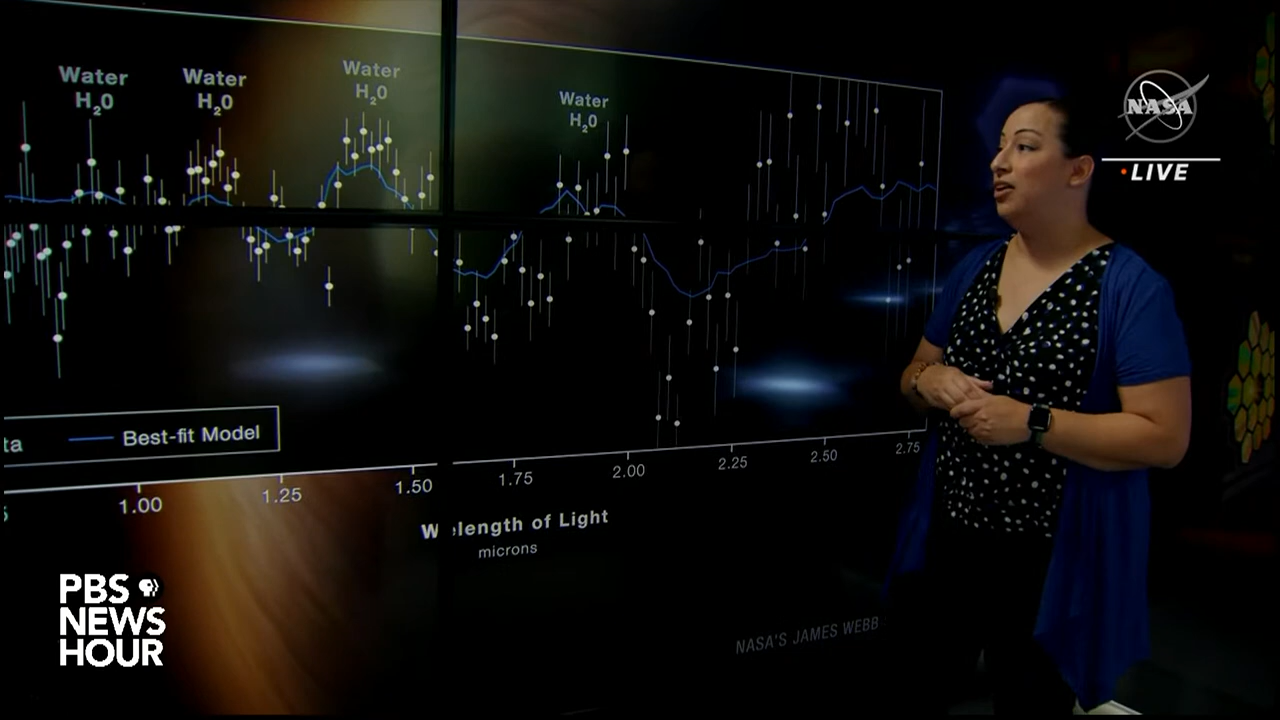 Water
H₂O
Water
H₂O
Water
H₂O
Water
H₂O
NASA
LIVE
ta
Best-fit Model
1.00
1.25
1.50
1.75
2.00
2.25
2.50
2.75
Wavelength of Light
microns
PBS
NEWS
HOUR
NASA'S JAMES WEBB